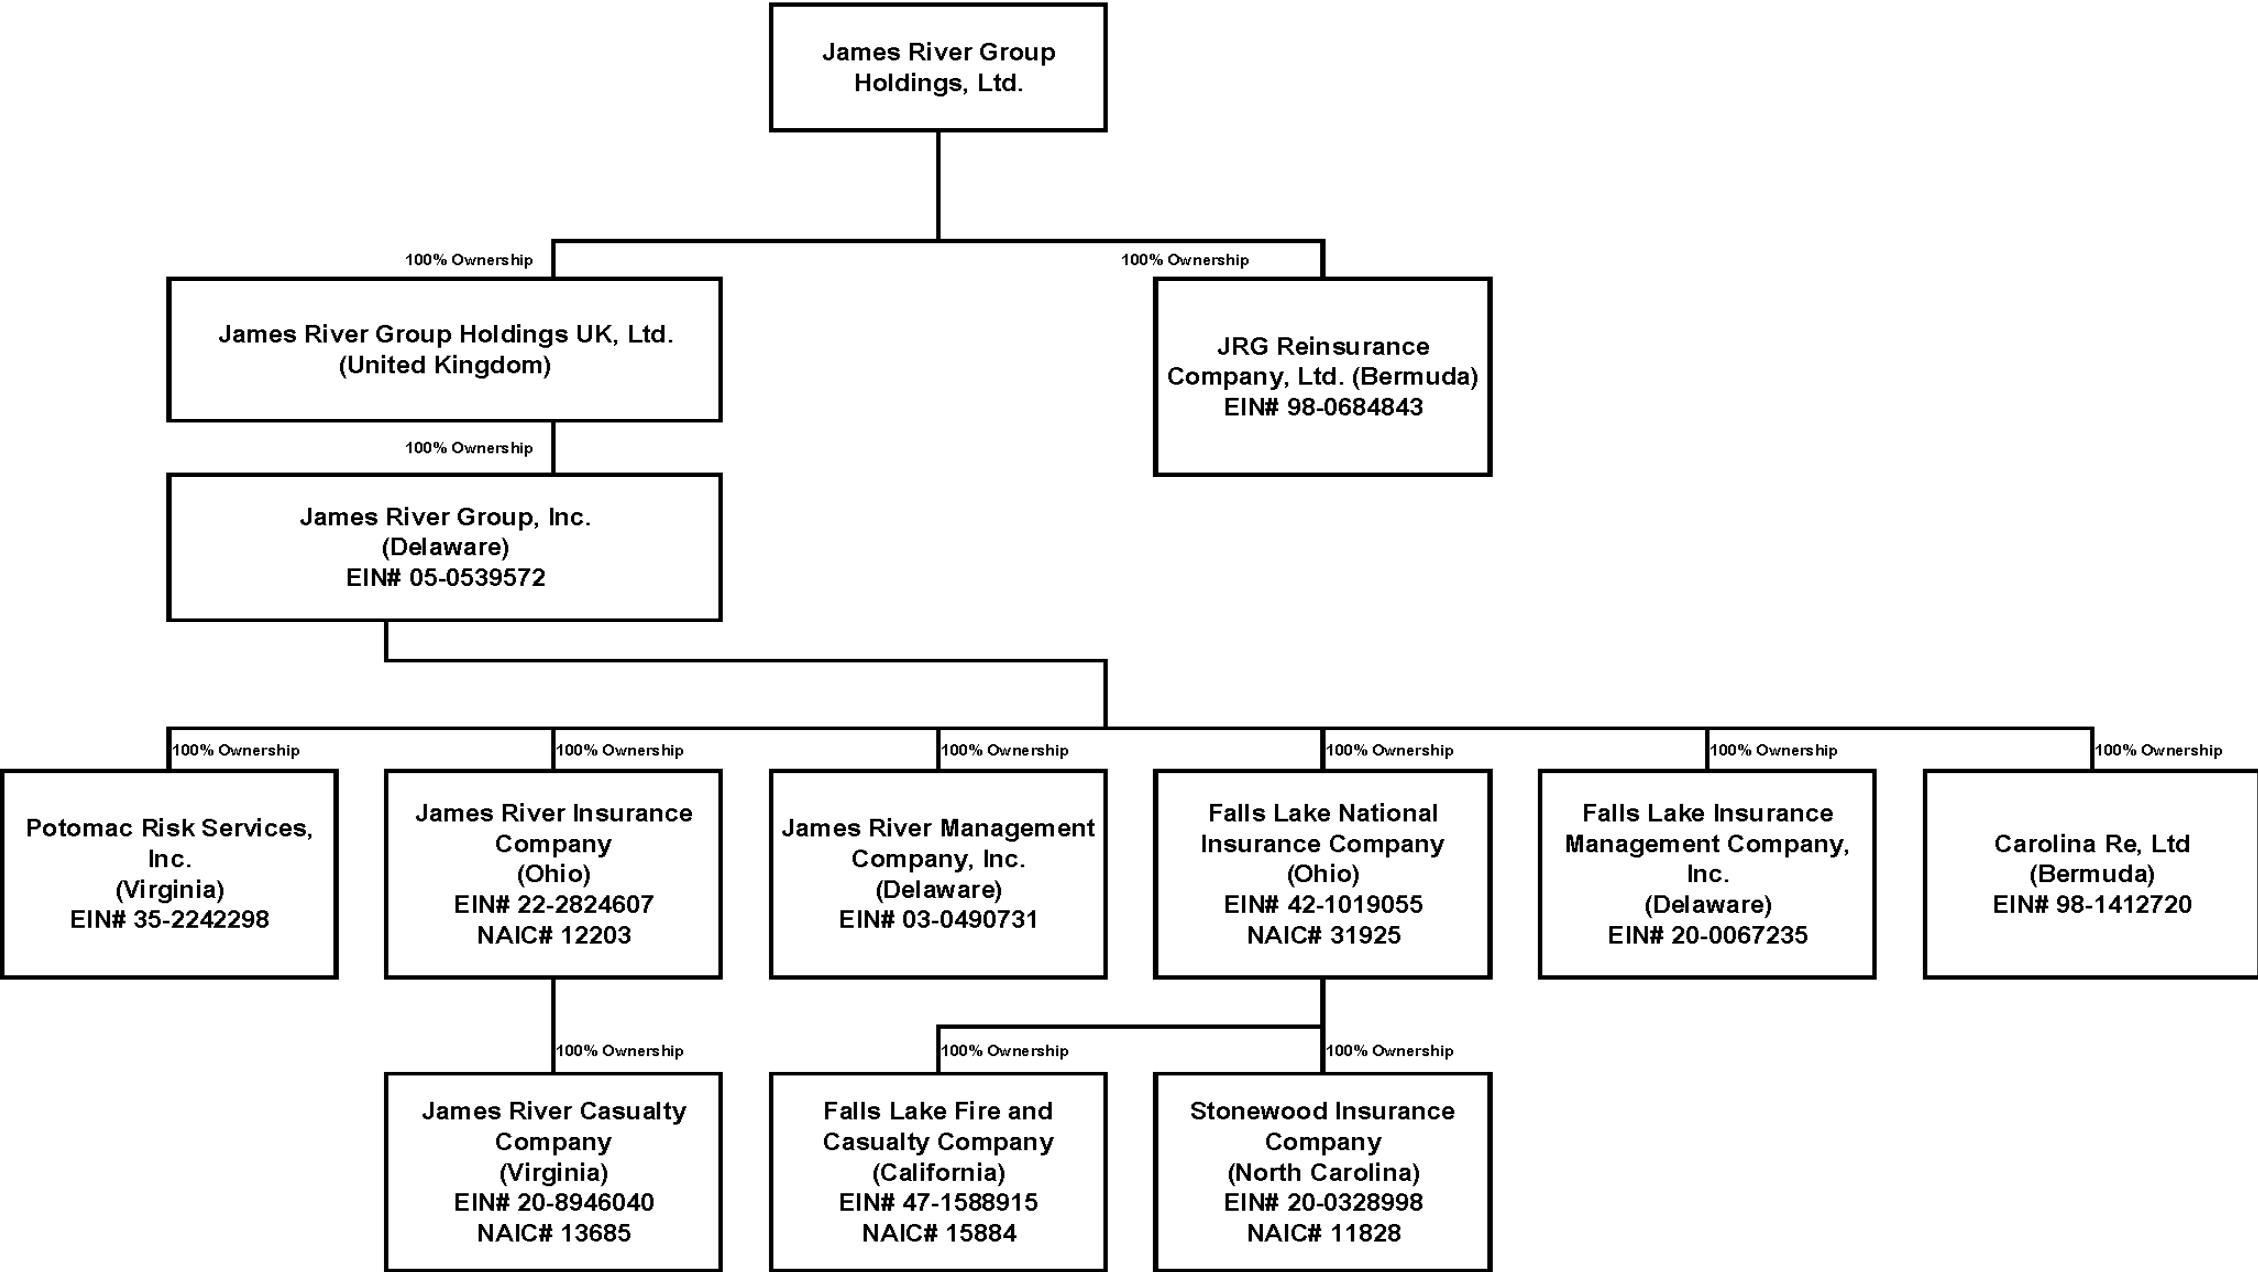 James River Group
Holdings, Ltd.
100% Ownership
100% Ownership
James River Group Holdings UK, Ltd.
(United Kingdom)
JRG Reinsurance
Company, Ltd. (Bermuda)
EIN# 98-0684843
100% Ownership
James River Group, Inc.
(Delaware)
EIN# 05-0539572
100% Ownership
100% Ownership
100% Ownership
100% Ownership
100% Ownership
100% Ownership
Potomac Risk Services,
Inc.
(Virginia)
EIN# 35-2242298
James River Insurance
Company
(Ohio)
EIN# 22-2824607
NAIC# 12203
James River Management
Company, Inc.
(Delaware)
EIN# 03-0490731
Falls Lake National
Insurance Company
(Ohio)
EIN# 42-1019055
NAIC# 31925
Falls Lake Insurance
Management Company,
Inc.
(Delaware)
EIN# 20-0067235
Carolina Re, Ltd
(Bermuda)
EIN# 98-1412720
100% Ownership
100% Ownership
100% Ownership
James River Casualty
Company
(Virginia)
EIN# 20-8946040
NAIC# 13685
Falls Lake Fire and
Casualty Company
(California)
EIN# 47-1588915
NAIC# 15884
Stonewood Insurance
Company
(North Carolina)
EIN# 20-0328998
NAIC# 11828